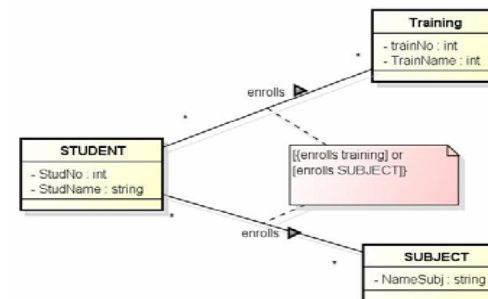 Training
- trainNo : int
- TrainName : int
*
enrolls
*
STUDENT
- StudNo : int
- StudName : string
[{enrolls training] or
[enrolls SUBJECT]}
*
enrolls
*
SUBJECT
- NameSubj : string